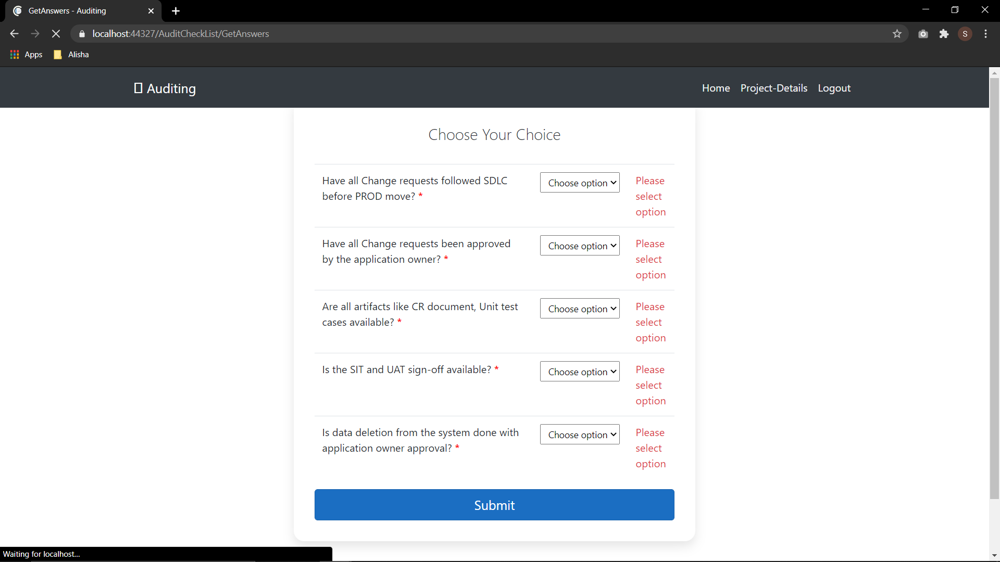 GetAnswers - Auditing
localhost:44327/AuditCheckList/GetAnswers
S
Apps
Alisha
Auditing
Home
Project-Details
Logout
Choose Your Choice
Have all Change requests followed SDLC
before PROD move? *
Choose option
Please
select
option
Have all Change requests been approved
by the application owner? *
Choose option
Please
select
option
Are all artifacts like CR document, Unit test
cases available? *
Choose option
Please
select
option
Is the SIT and UAT sign-off available? *
Choose option
Please
select
option
Is data deletion from the system done with
application owner approval? *
Choose option
Please
select
option
Submit
Waiting for localhost...